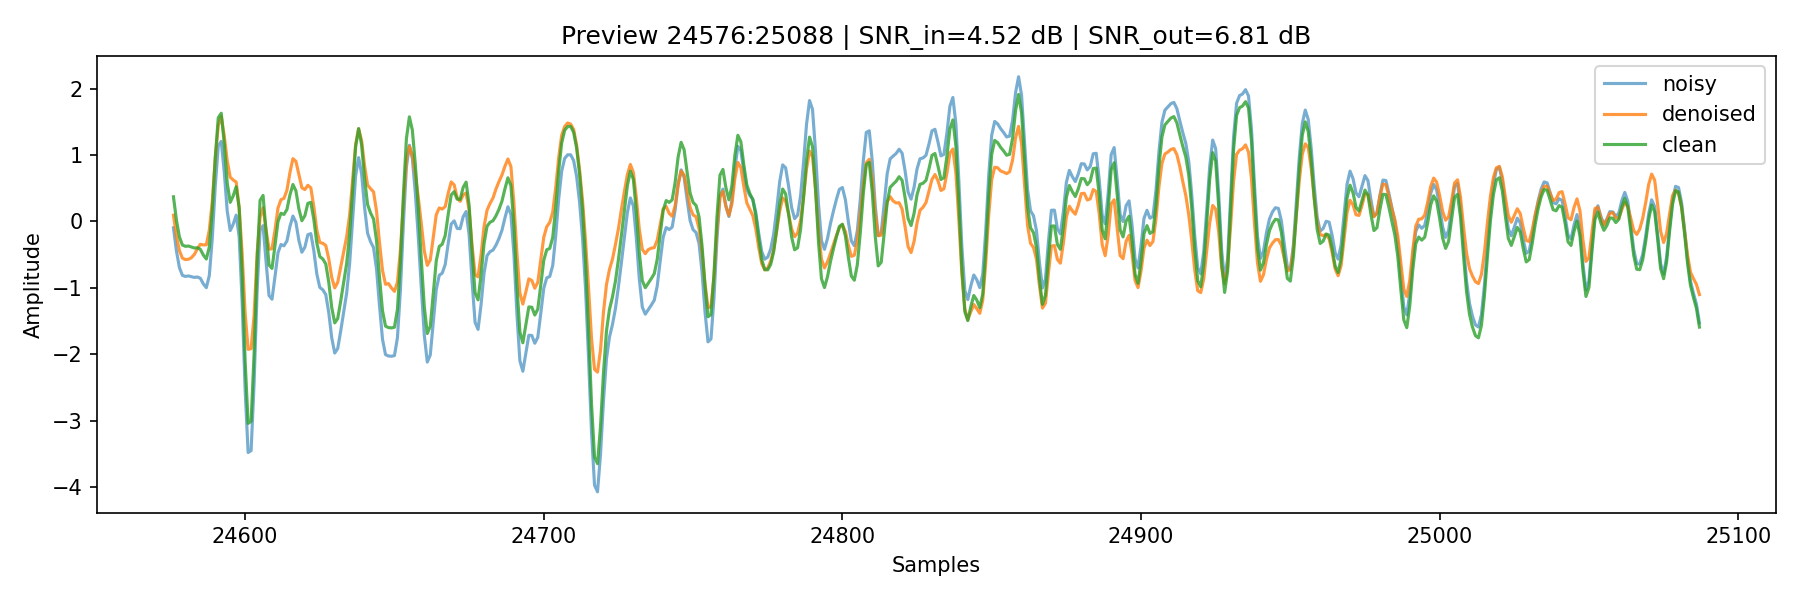 Preview 24576:25088 | SNR_in=4.52 dB | SNR_out=6.81 dB
noisy
denoised
clean
Amplitude
2
1
0
−1
−2
−3
−4
24600 24700 24800 24900 25000 25100
Samples